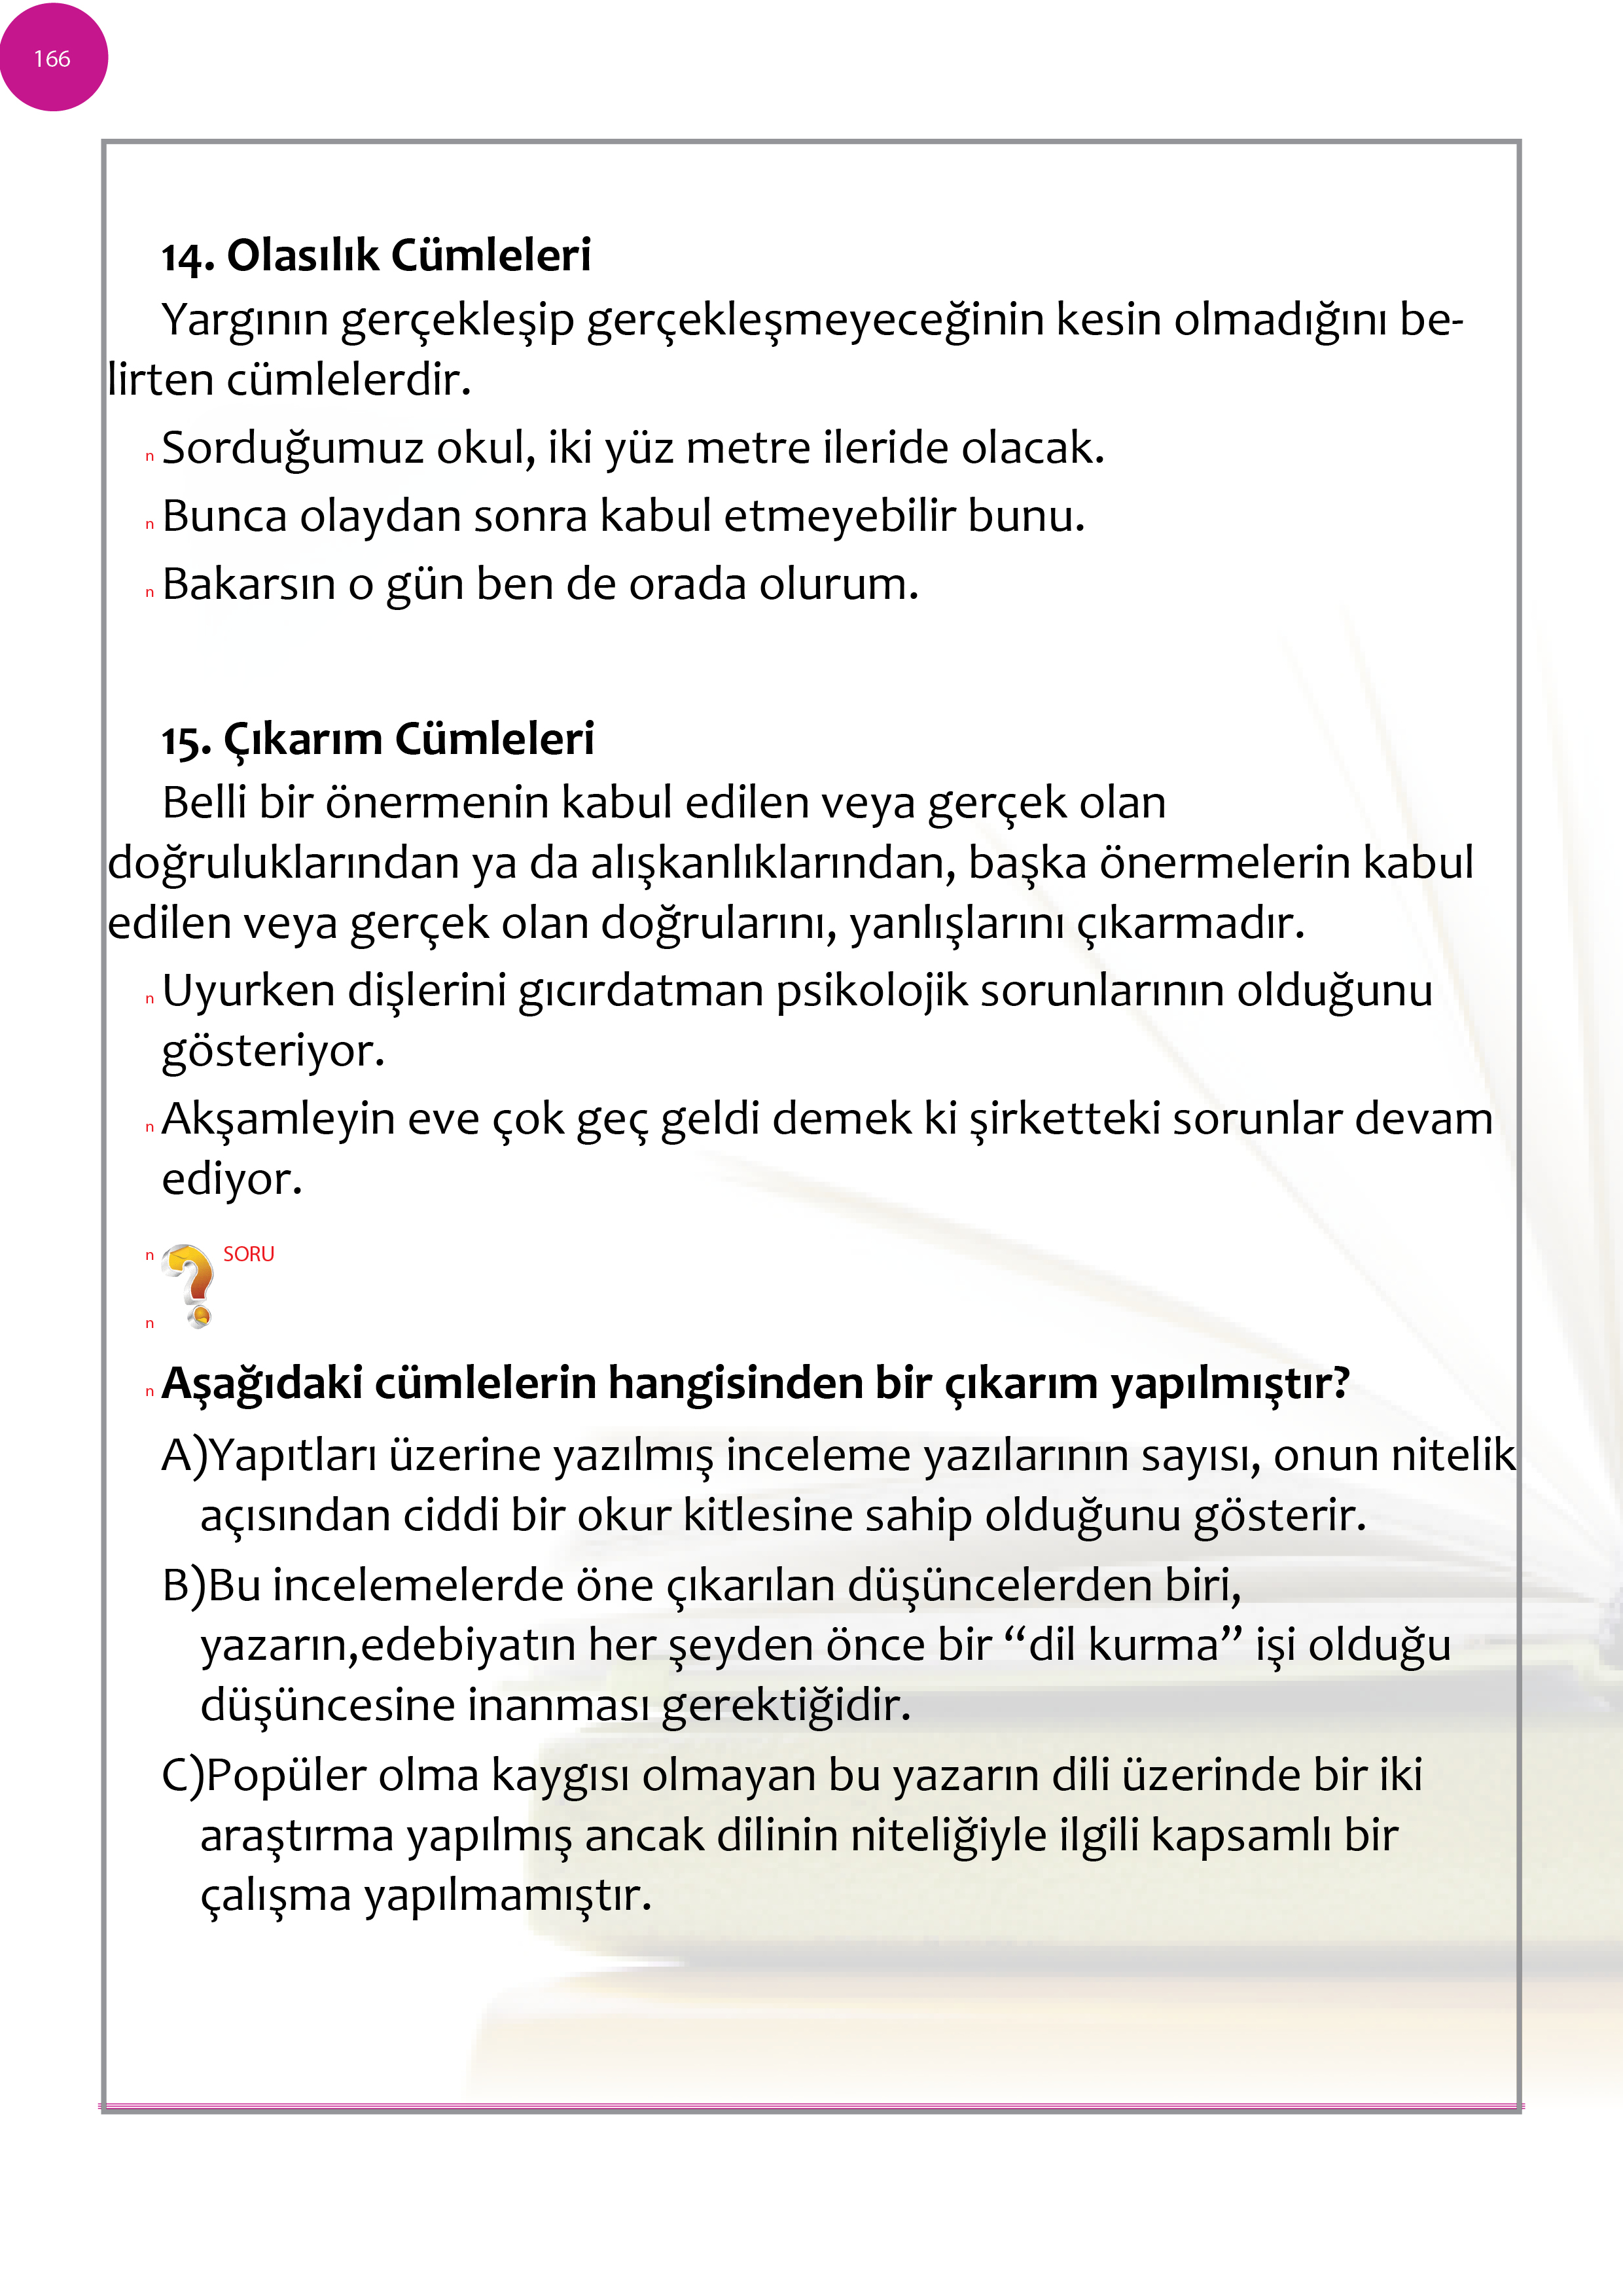 166
14. Olasılık Cümleleri
Yargının gerçekleşip gerçekleşmeyeceğinin kesin olmadığını be-
lirten cümlelerdir.
n Sorduğumuz okul, iki yüz metre ileride olacak.
n Bunca olaydan sonra kabul etmeyebilir bunu.
n Bakarsın o gün ben de orada olurum.
15. Çıkarım Cümleleri
Belli bir önermenin kabul edilen veya gerçek olan
doğruluklarından ya da alışkanlıklarından, başka önermelerin kabul
edilen veya gerçek olan doğrularını, yanlışlarını çıkarmadır.
n Uyurken dişlerini gıcırdatman psikolojik sorunlarının olduğunu
gösteriyor.
n Akşamleyin eve çok geç geldi demek ki şirketteki sorunlar devam
ediyor.
n SORU
n
n Aşağıdaki cümlelerin hangisinden bir çıkarım yapılmıştır?
A)Yapıtları üzerine yazılmış inceleme yazılarının sayısı, onun nitelik
açısından ciddi bir okur kitlesine sahip olduğunu gösterir.
B)Bu incelemelerde öne çıkarılan düşüncelerden biri,
yazarın,edebiyatın her şeyden önce bir “dil kurma” işi olduğu
düşüncesine inanması gerektiğidir.
C)Popüler olma kaygısı olmayan bu yazarın dili üzerinde bir iki
araştırma yapılmış ancak dilinin niteliğiyle ilgili kapsamlı bir
çalışma yapılmamıştır.